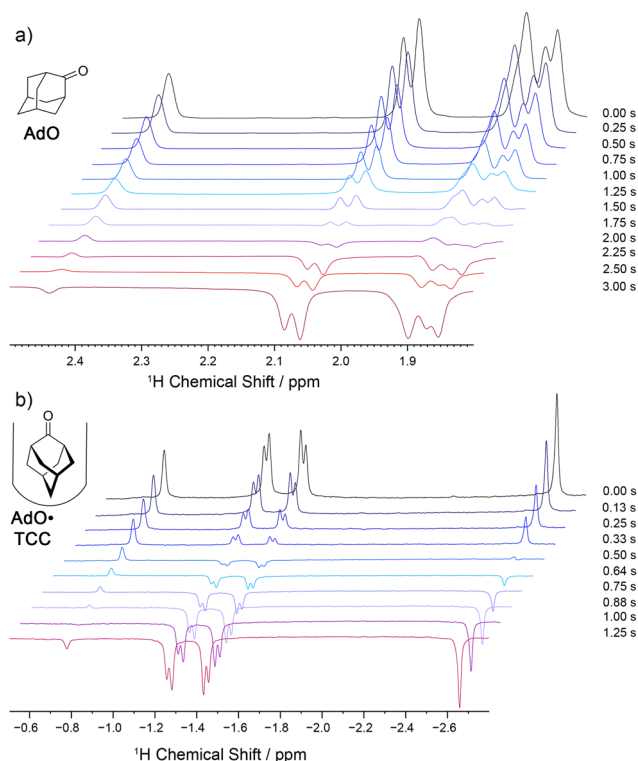 a)
O
AdO
0.00 s
0.25 s
0.50 s
0.75 s
1.00 s
1.25 s
1.50 s
1.75 s
2.00 s
2.25 s
2.50 s
3.00 s
2.4 2.3 2.2 2.1 2.0 1.9
¹H Chemical Shift / ppm
b)
O
AdO•
TCC
0.00 s
0.13 s
0.25 s
0.33 s
0.50 s
0.64 s
0.75 s
0.88 s
1.00 s
1.25 s
−0.6 −0.8 −1.0 −1.2 −1.4 −1.6 −1.8 −2.0 −2.2 −2.4 −2.6
¹H Chemical Shift / ppm